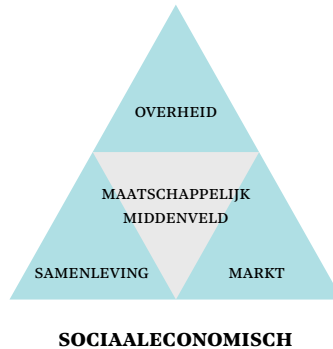 OVERHEID
MAATSCHAPPELIJK
MIDDENVELD
SAMENLEVING MARKT
SOCIAALECONOMISCH